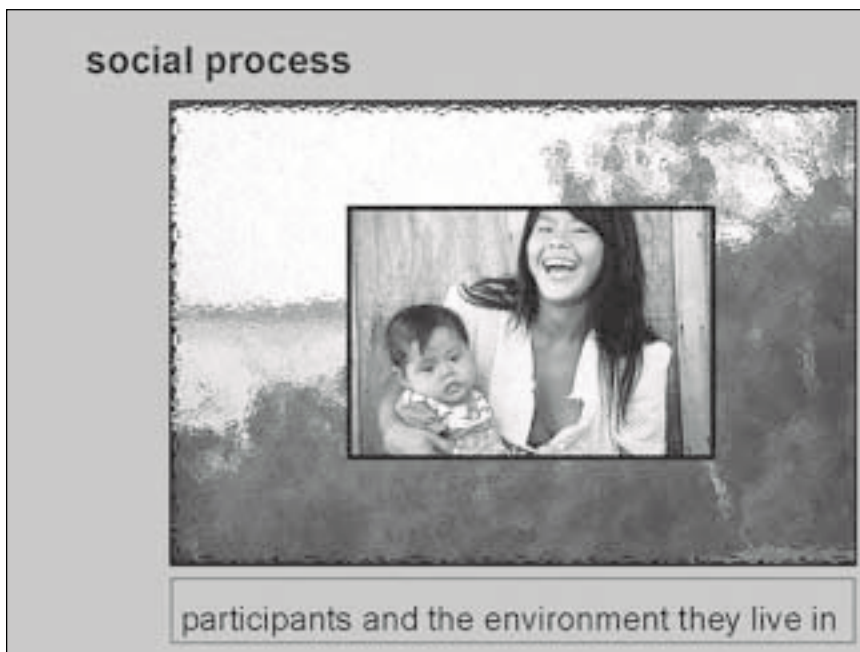 social process
participants and the environment they live in